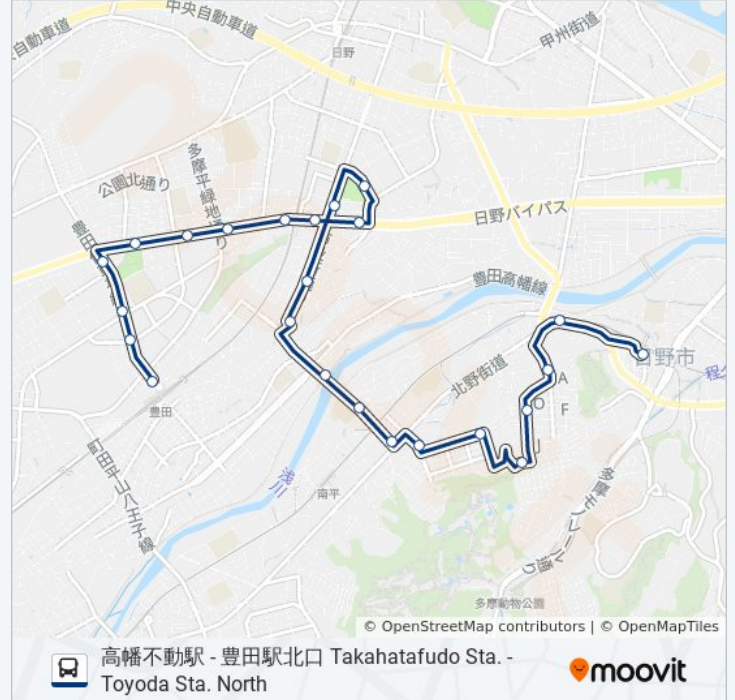 中央自動車道
自動車道
甲州街道
日野
公園北通り
多摩平緑地通り
日野バイパス
豊田
豊田高幡線
北野街道
日野市
程久
A
O
F
豊田
町田平山八王子線
浅川
南平
多摩モノレール通り
多摩動物公園
© OpenStreetMap contributors | © OpenMapTiles
高幡不動駅 - 豊田駅北口 Takahatafudo Sta. -
Toyoda Sta. North
moovit